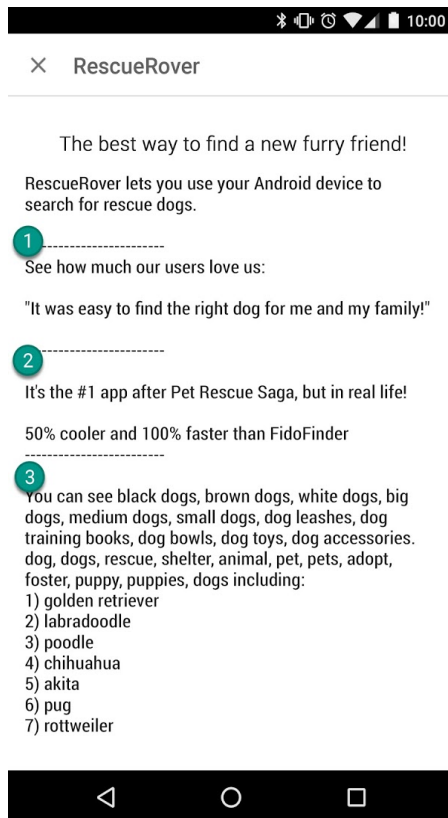 10:00
RescueRover
The best way to find a new furry friend!
RescueRover lets you use your Android device to
search for rescue dogs.
1
----------------------
See how much our users love us:
"It was easy to find the right dog for me and my family!"
----------------------
2
It's the #1 app after Pet Rescue Saga, but in real life!
50% cooler and 100% faster than FidoFinder
-------------------------
3
You can see black dogs, brown dogs, white dogs, big
dogs, medium dogs, small dogs, dog leashes, dog
training books, dog bowls, dog toys, dog accessories.
dog, dogs, rescue, shelter, animal, pet, pets, adopt,
foster, puppy, puppies, dogs including:
1) golden retriever
2) labradoodle
3) poodle
4) chihuahua
5) akita
6) pug
7) rottweiler